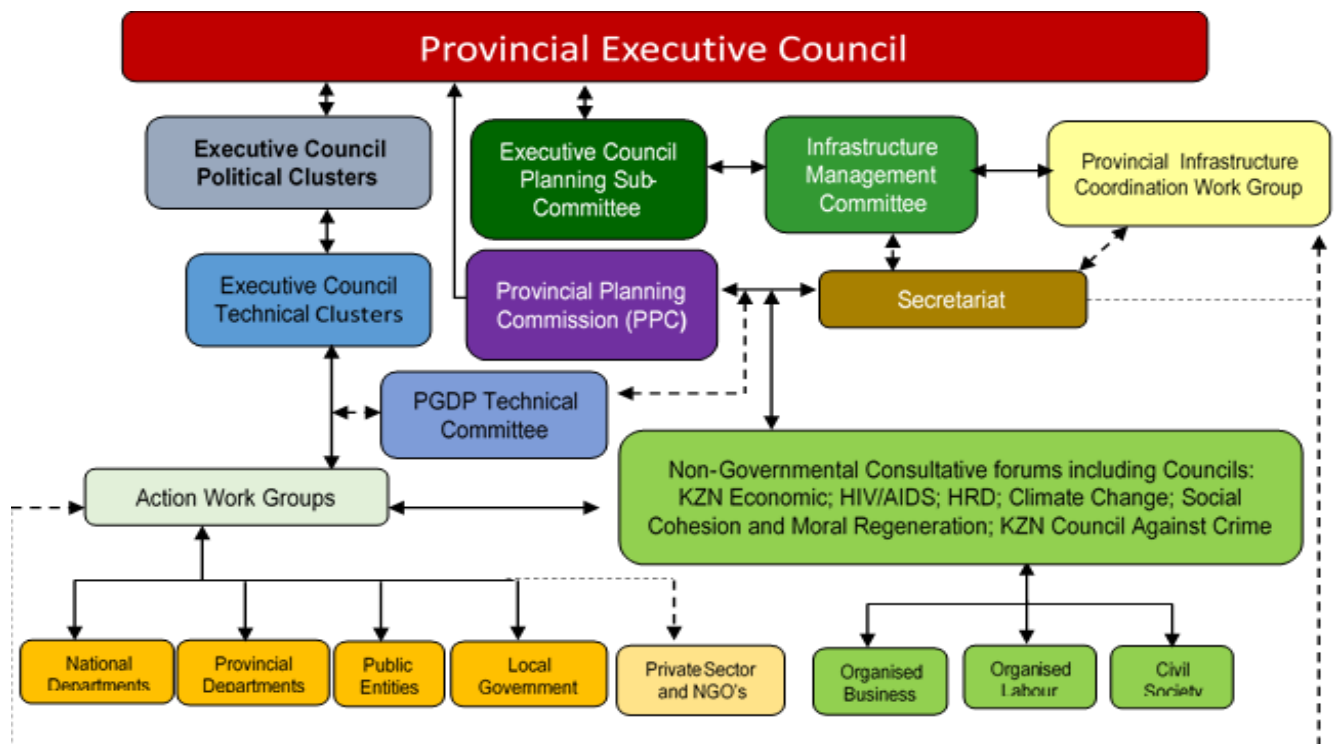 Provincial Executive Council
Executive Council
Political Clusters
Executive Council
Planning Sub-
Committee
Infrastructure
Management
Committee
Provincial Infrastructure
Coordination Work Group
Executive Council
Technical Clusters
Provincial Planning
Commission (PPC)
Secretariat
PGDP Technical
Committee
Action Work Groups
Non-Governmental Consultative forums including Councils:
KZN Economic; HIV/AIDS; HRD; Climate Change; Social
Cohesion and Moral Regeneration; KZN Council Against Crime
National
Departments
Provincial
Departments
Public
Entities
Local
Government
Private Sector
and NGO's
Organised
Business
Organised
Labour
Civil
Society